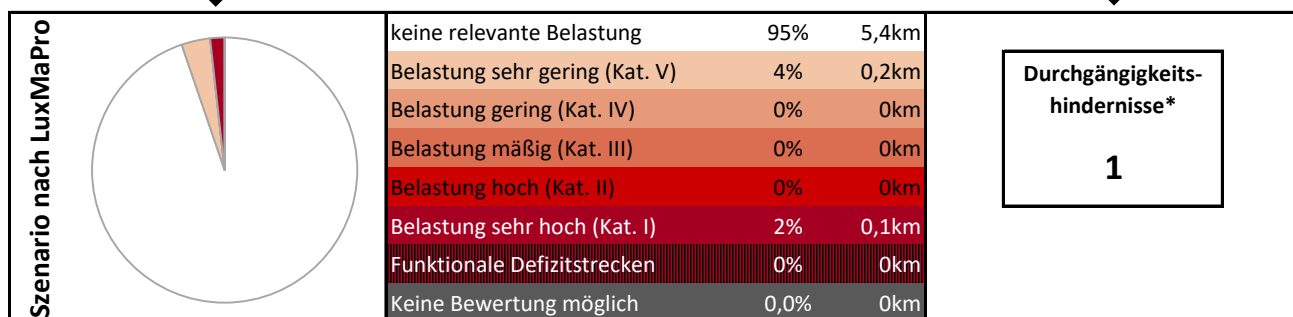 Szenario nach LuxMaPro
keine relevante Belastung 95% 5,4km
Belastung sehr gering (Kat. V) 4% 0,2km
Belastung gering (Kat. IV) 0% 0km
Belastung mäßig (Kat. III) 0% 0km
Belastung hoch (Kat. II) 0% 0km
Belastung sehr hoch (Kat. I) 2% 0,1km
Funktionale Defizitstrecken 0% 0km
Keine Bewertung möglich 0,0% 0km
Durchgängigkeits-
hindernisse*
1